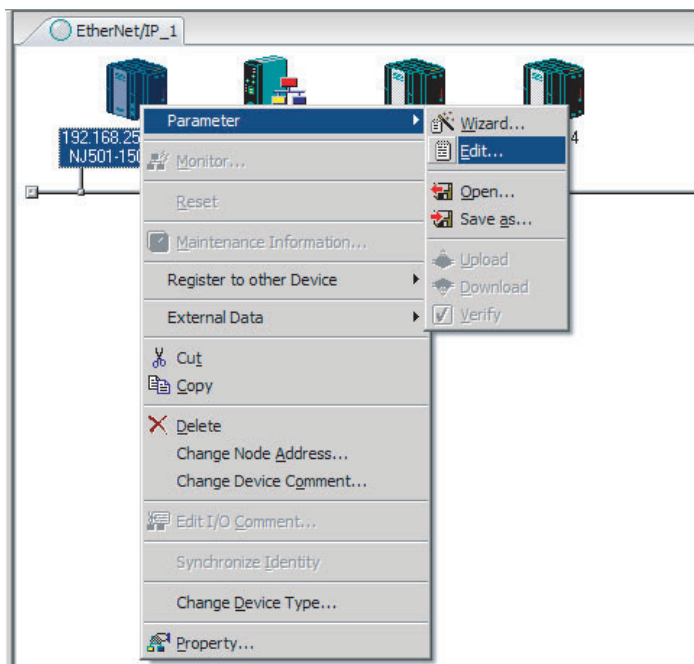 EtherNet/IP_1
192.168.25
NJ501-150
4
Parameter
Monitor...
Reset
Maintenance Information...
Register to other Device
External Data
Cut
Copy
Delete
Change Node Address...
Change Device Comment...
Edit I/O Comment...
Synchronize Identity
Change Device Type...
Property...
Wizard...
Edit...
Open...
Save as...
Upload
Download
Verify